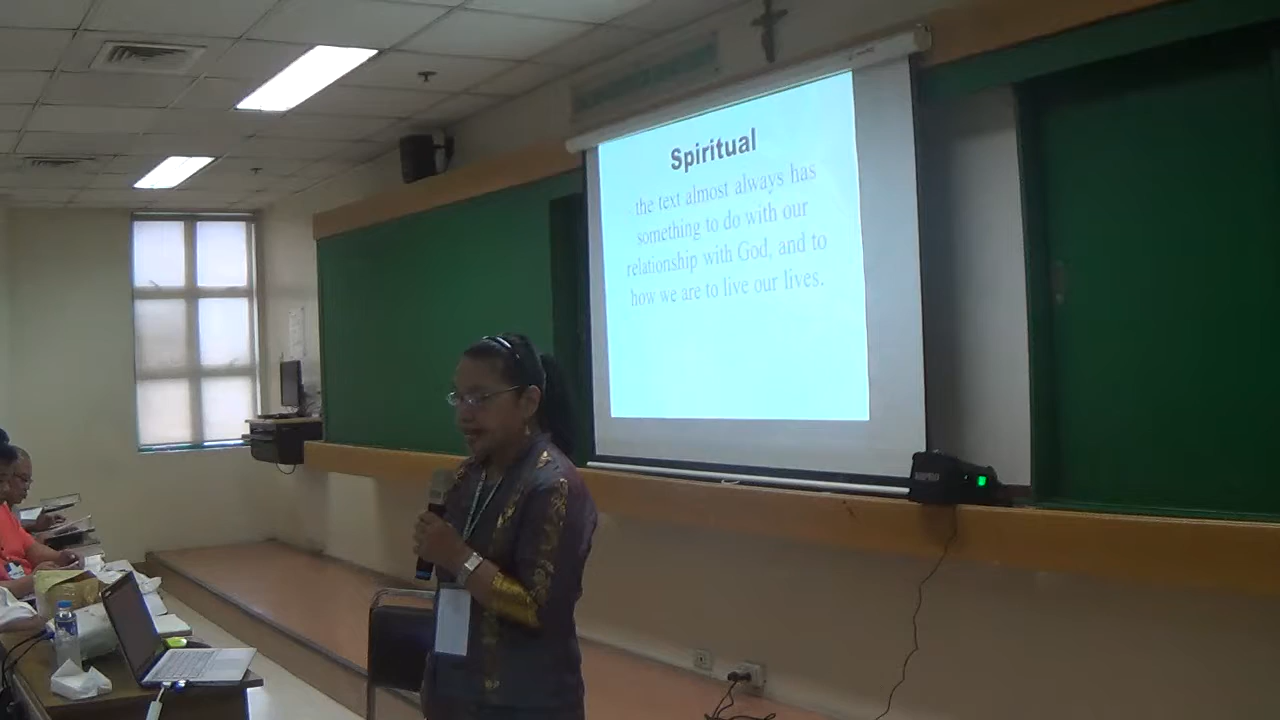 Spiritual
the text almost always has
something to do with our
relationship with God, and to
how we are to live our lives.